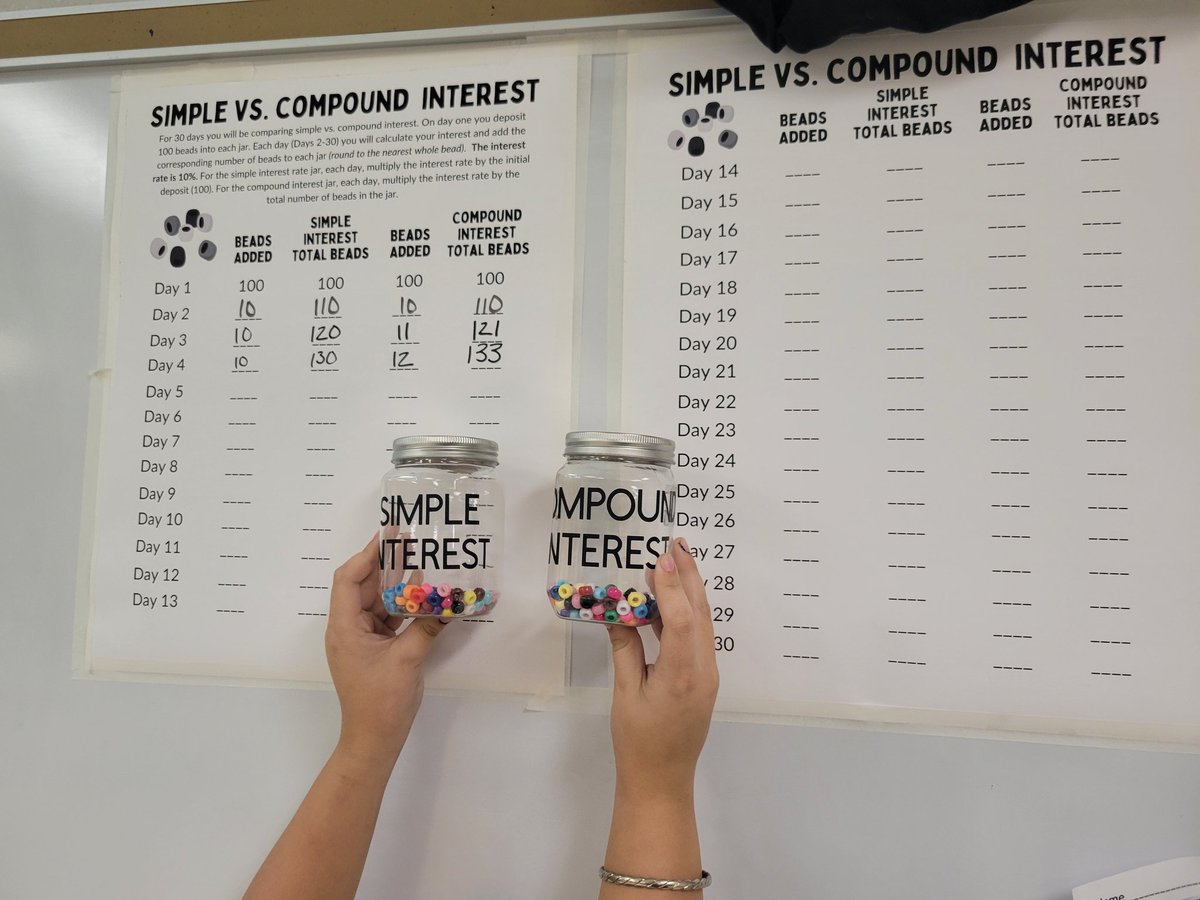 SIMPLE VS. COMPOUND INTEREST
For 30 days you will be comparing simple vs. compound interest. On day one you deposit
100 beads into each jar. Each day (Days 2-30) you will calculate your interest and add the
corresponding number of beads to each jar (round to the nearest whole bead). The interest
rate is 10%. For the simple interest rate jar, each day, multiply the interest rate by the initial
deposit (100). For the compound interest jar, each day, multiply the interest rate by the
total number of beads in the jar.
BEADS ADDED SIMPLE INTEREST TOTAL BEADS BEADS ADDED COMPOUND INTEREST TOTAL BEADS
Day 1 100 100 100 100
Day 2 10 110 10 110
Day 3 10 120 11 121
Day 4 10 130 12 133
Day 5
Day 6
Day 7
Day 8
Day 9
Day 10
Day 11
Day 12
Day 13
SIMPLE
NTEREST
OMPOUND
NTEREST
SIMPLE VS. COMPOUND INTEREST
BEADS ADDED SIMPLE INTEREST TOTAL BEADS BEADS ADDED COMPOUND INTEREST TOTAL BEADS
Day 14
Day 15
Day 16
Day 17
Day 18
Day 19
Day 20
Day 21
Day 22
Day 23
Day 24
Day 25
Day 26
ay 27
28
29
30